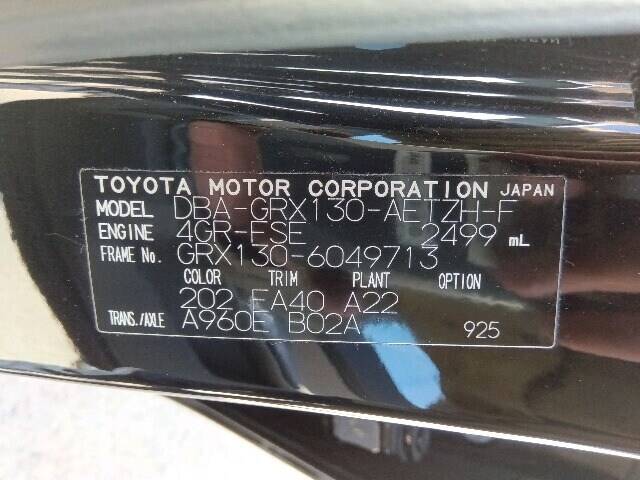 TOYOTA MOTOR CORPORATION JAPAN
MODEL DBA-GRX130-AETZH-F
ENGINE 4GR-FSE 2499 mL
FRAME No. GRX130-6049713
COLOR TRIM PLANT OPTION
202 FA40 A22
TRANS./AXLE A960E B02A 925